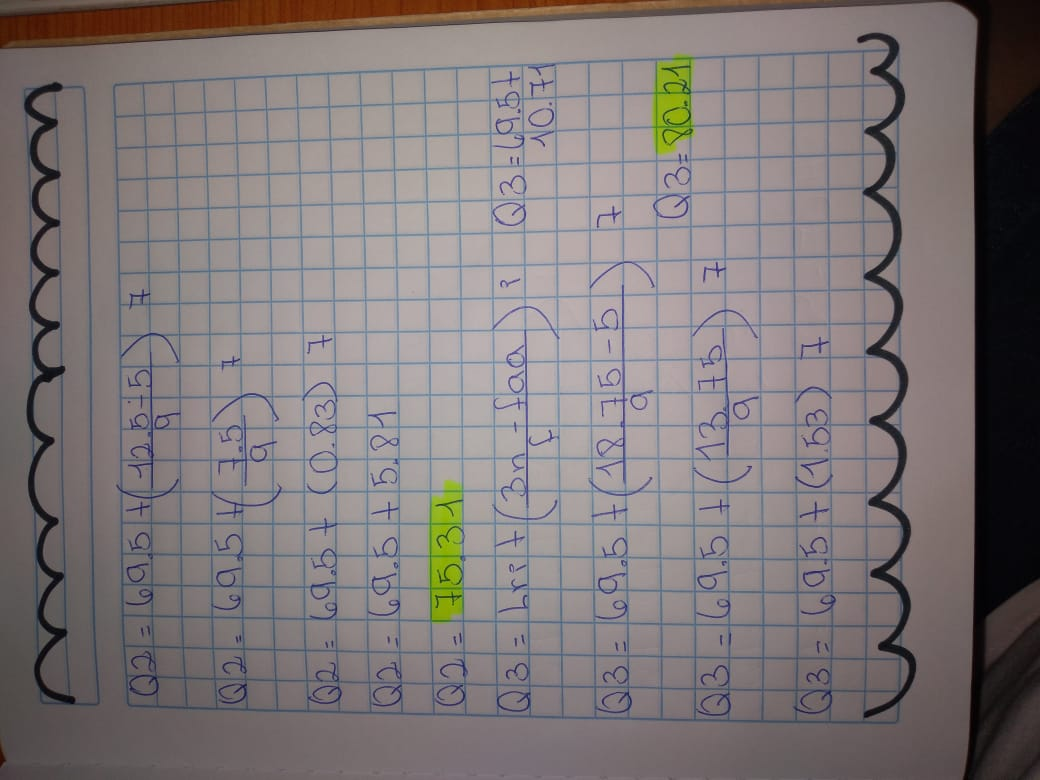 Q2 = 69.5 + (12.5-5 / 9) 7
Q2 = 69.5 + (7.5 / 9) 7
Q2 = 69.5 + (0.83) 7
Q2 = 69.5 + 5.81
Q2 = 75.31
Q3 = Lri + (3n - faa / f) i
Q3 = 69.5 + (18.75-5 / 9) 7
Q3 = 69.5 + (13.75 / 9) 7
Q3 = 69.5 + (1.53) 7
Q3 = 69.5 +
10.71
Q3 = 80.21